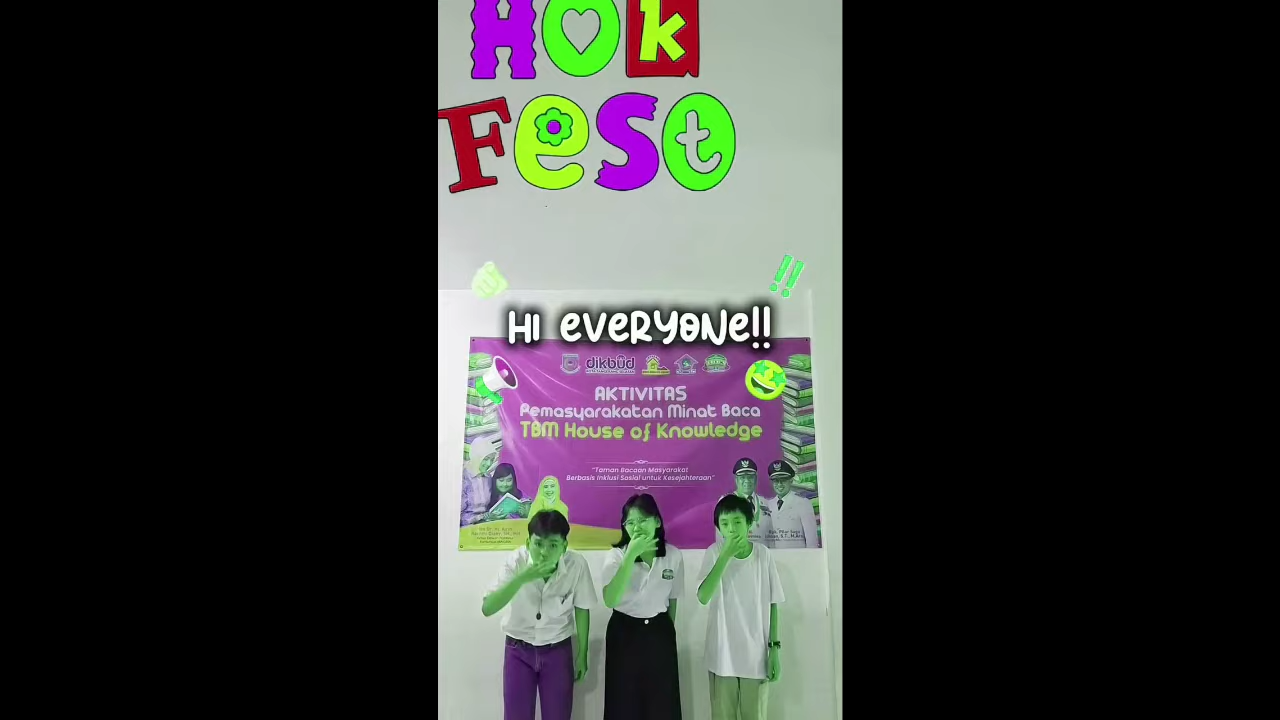 HOK
Fest
HI EVERYONE!!
dikbud
AKTIVITAS
Pemasyarakatan Minat Baca
TBM House of Knowledge
"Taman Bacaan Masyarakat
Berbasis Inklusi Sosial untuk Kesejahteraan"